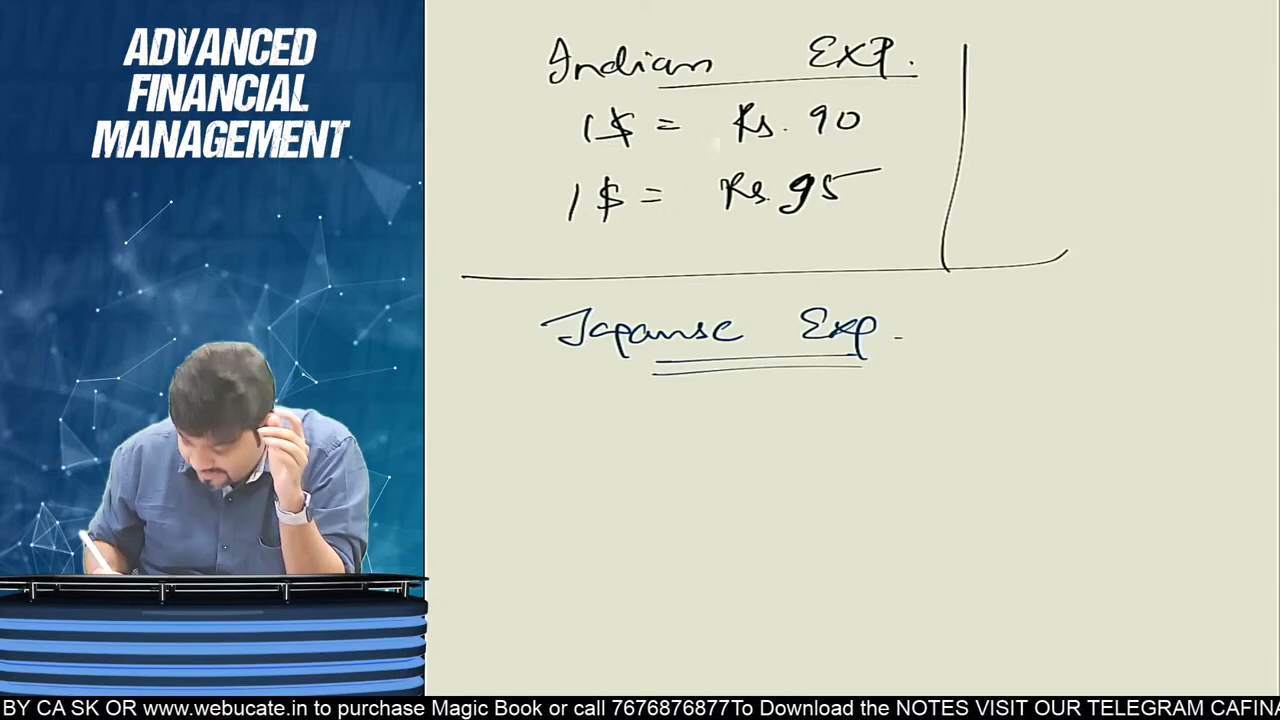 ADVANCED
FINANCIAL
MANAGEMENT
Indian Exp.
1$ = Rs. 90
1$ = Rs. 95
Japanse Exp.
BY CA SK OR www.webucate.in to purchase Magic Book or call 7676876877To Download the NOTES VISIT OUR TELEGRAM CAFINA